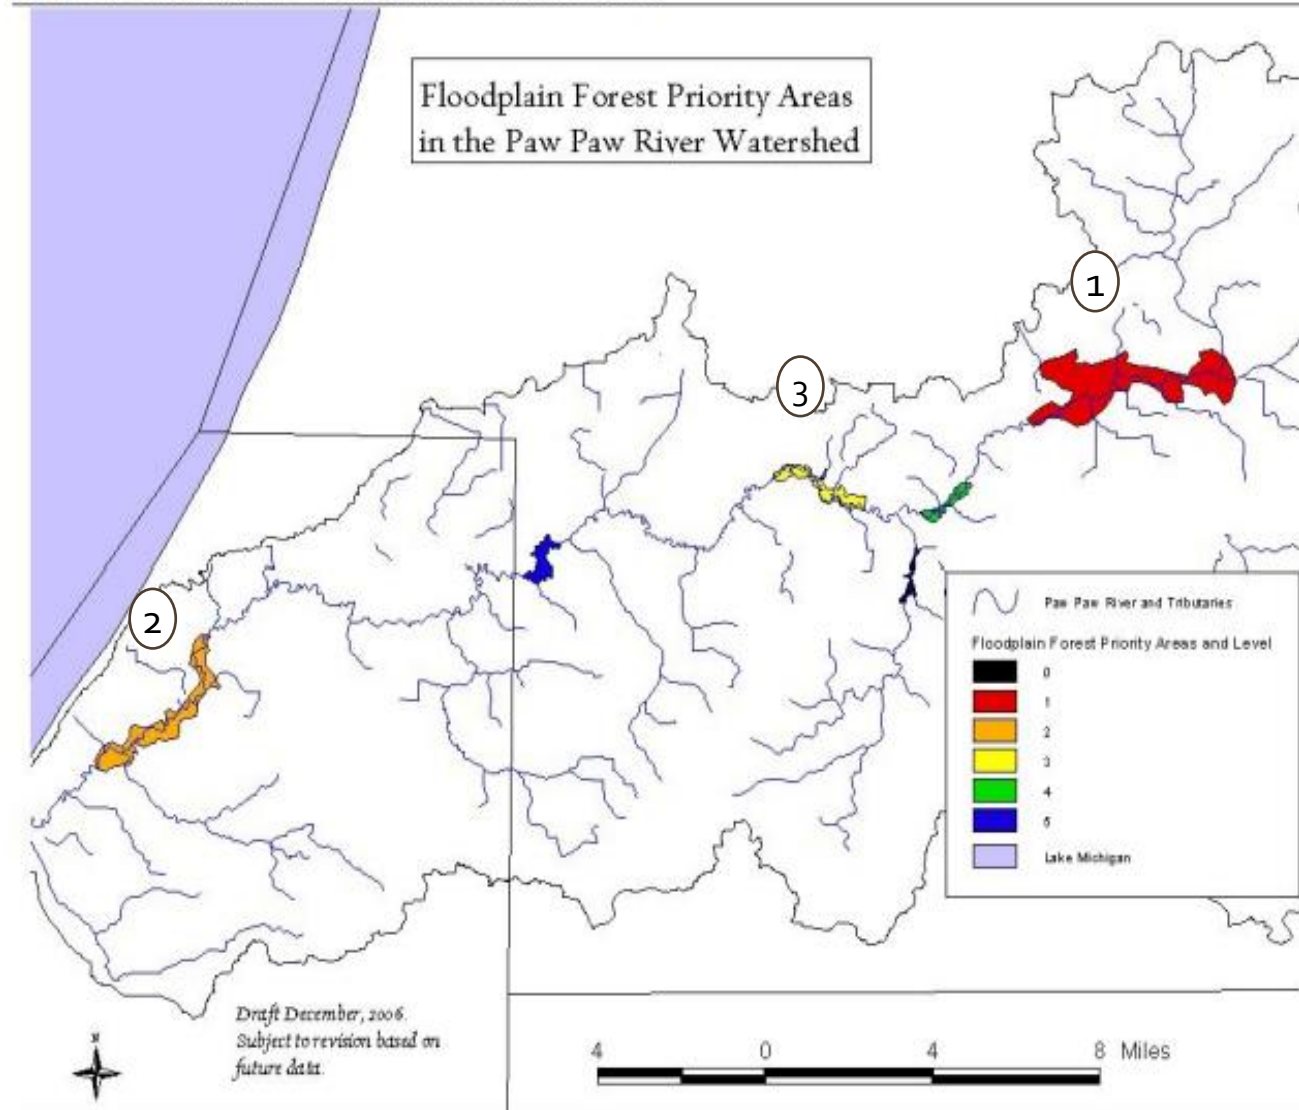 Floodplain Forest Priority Areas
in the Paw Paw River Watershed
1
3
2
Paw Paw River and Tributaries
Floodplain Forest Priority Areas and Level
0
1
2
3
4
5
Lake Michigan
Draft December, 2006.
Subject to revision based on
future data.
N
4 0 4 8 Miles